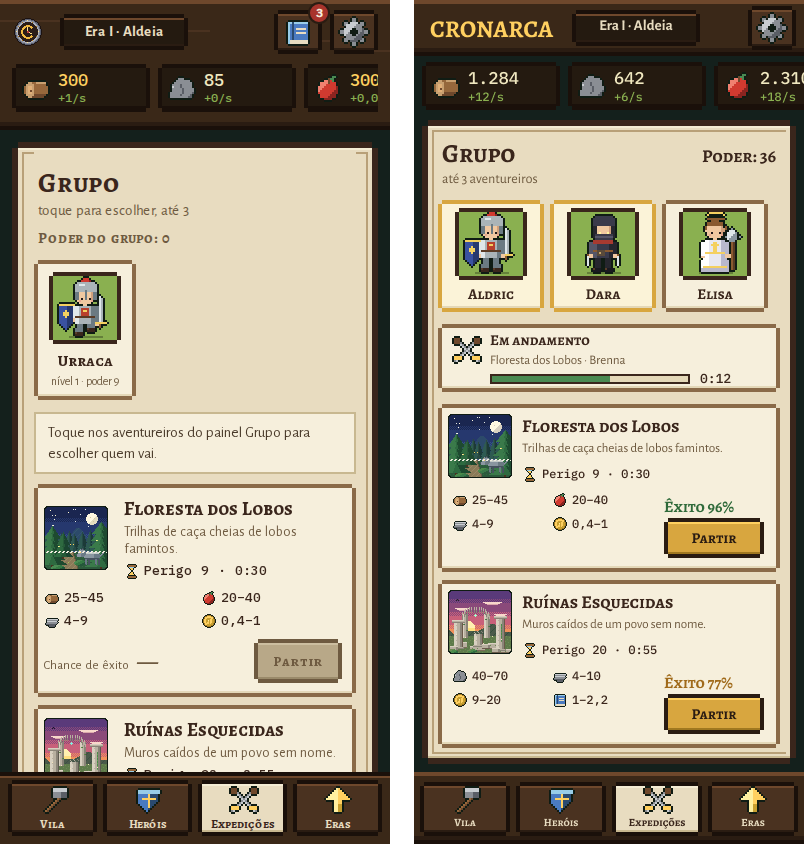 Era I · Aldeia
3
300
+1/s
85
+0/s
300
+0,0
Grupo
toque para escolher, até 3
Poder do grupo: 0
Urraca
nível 1 · poder 9
Toque nos aventureiros do painel Grupo para
escolher quem vai.
Floresta dos Lobos
Trilhas de caça cheias de lobos
famintos.
Perigo 9 · 0:30
25–45
20–40
4–9
0,4–1
Chance de êxito —
Partir
Ruínas Esquecidas
Muros caídos de um povo sem nome.
Vila
Heróis
Expedições
Eras
CRONARCA
Era I · Aldeia
1.284
+12/s
642
+6/s
2.310
+18/s
Grupo
Poder: 36
até 3 aventureiros
Aldric
Dara
Elisa
Em andamento
Floresta dos Lobos · Brenna
0:12
Floresta dos Lobos
Trilhas de caça cheias de lobos famintos.
Perigo 9 · 0:30
25–45
20–40
4–9
0,4–1
Êxito 96%
Partir
Ruínas Esquecidas
Muros caídos de um povo sem nome.
Perigo 20 · 0:55
40–70
4–10
9–20
1–2,2
Êxito 77%
Partir
Vila
Heróis
Expedições
Eras